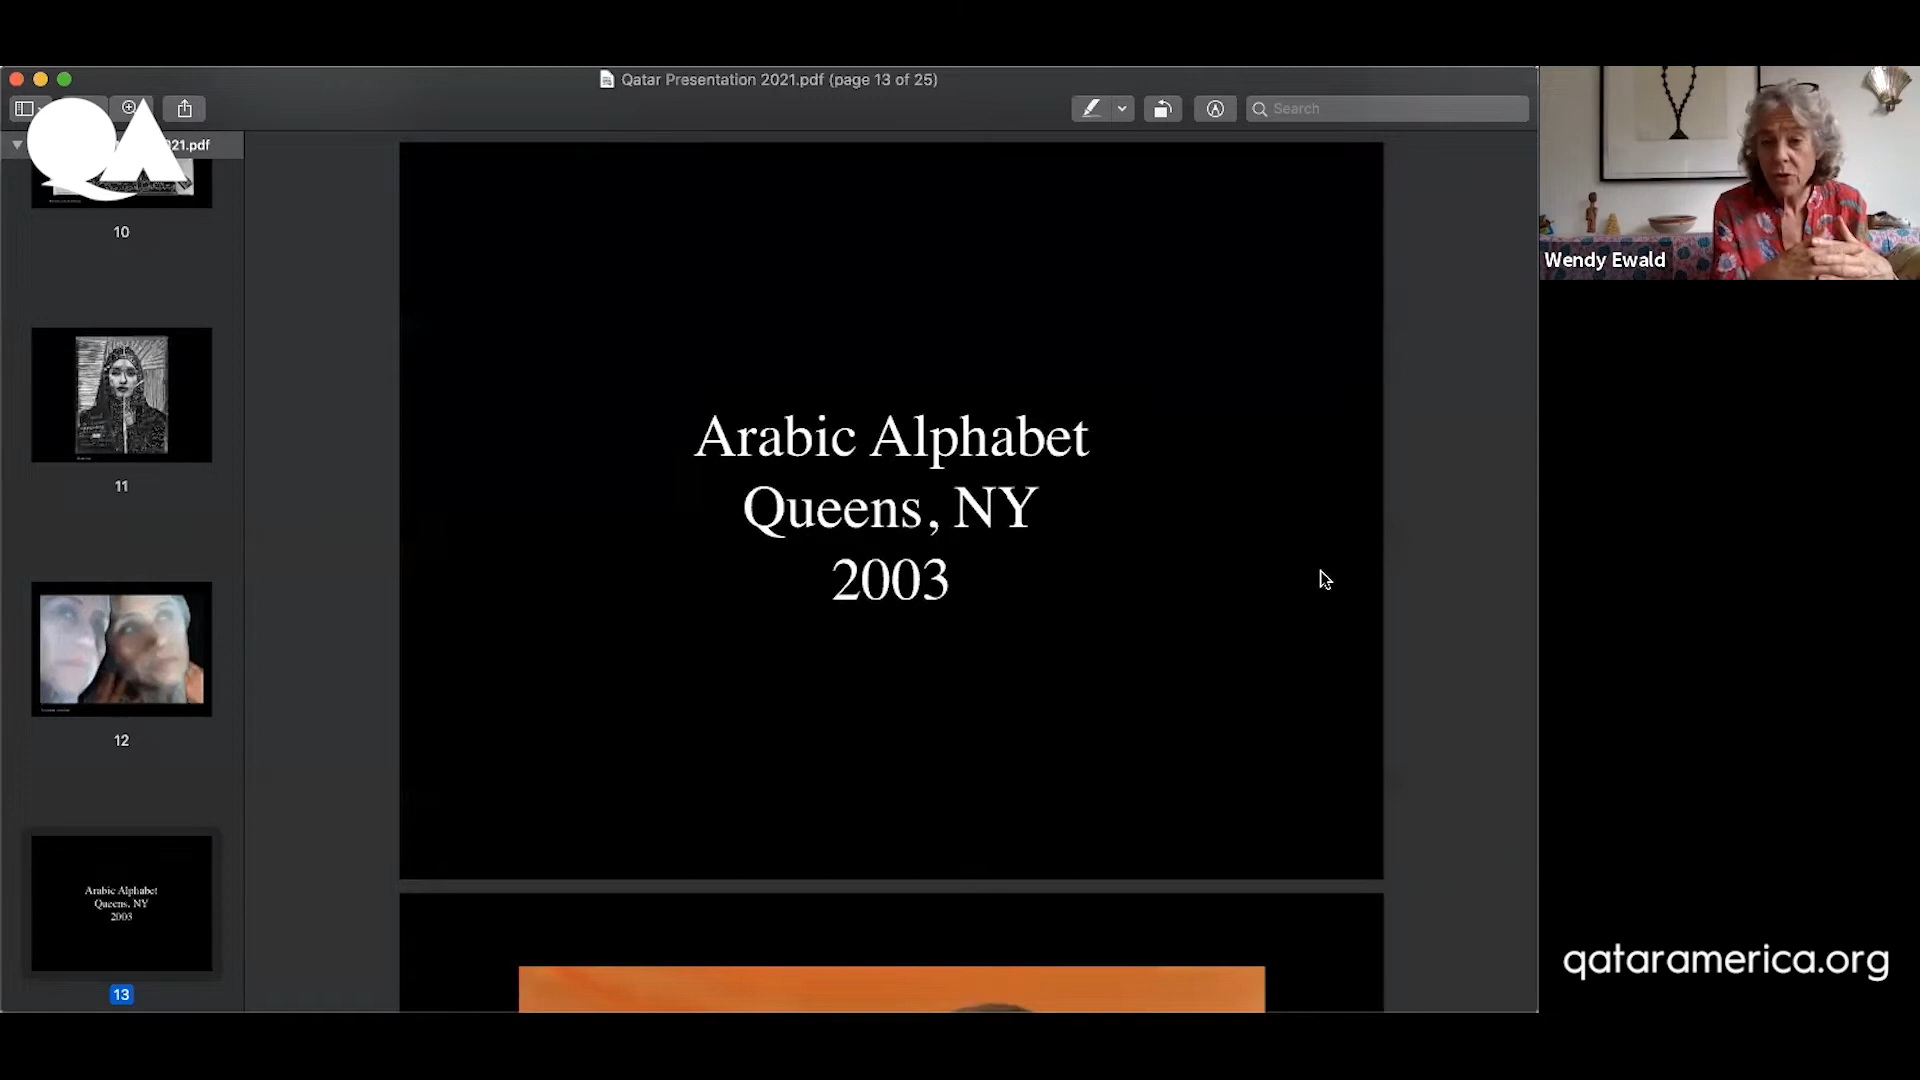 Qatar Presentation 2021.pdf (page 13 of 25)
Search
QA
21.pdf
10
11
12
Arabic Alphabet
Queens, NY
2003
13
Arabic Alphabet
Queens, NY
2003
Wendy Ewald
qataramerica.org